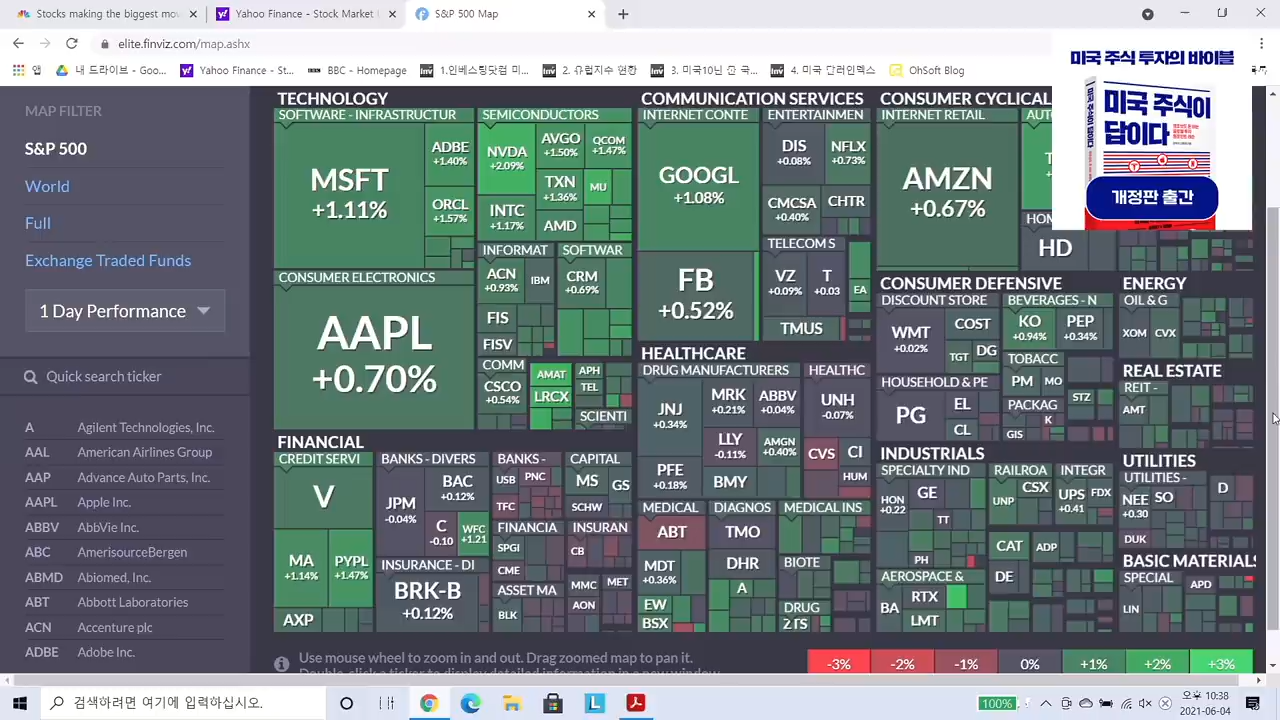 Stocks making the biggest mov
Yahoo Finance - Stock Market
S&P 500 Map
elite.finviz.com/map.ashx
앱
내 드라이브 - Goo...
Yahoo Finance - St...
BBC - Homepage
1.인베스팅닷컴 미...
2. 슈헙지수 현황
3. 미국10년 잔 국...
4. 미국 간러인엑스
OhSoft Blog
미국 주식 투자의 바이블
미국 주식이
답이다
개정판 출간
MAP FILTER
S&P 500
World
Full
Exchange Traded Funds
1 Day Performance
Quick search ticker
A Agilent Technologies, Inc.
AAL American Airlines Group
AAP Advance Auto Parts, Inc.
AAPL Apple Inc.
ABBV AbbVie Inc.
ABC AmerisourceBergen
ABMD Abiomed, Inc.
ABT Abbott Laboratories
ACN Accenture plc
ADBE Adobe Inc.
TECHNOLOGY
SOFTWARE - INFRASTRUCTU
MSFT
+1.11%
ADBE
+1.40%
ORCL
+1.57%
SEMICONDUCTORS
NVDA
+2.09%
AVGO
+1.50%
QCOM
+1.47%
TXN
+1.36%
MU
INTC
+1.17%
AMD
CONSUMER ELECTRONICS
AAPL
+0.70%
INFORMAT
ACN
+0.93%
IBM
FIS
FISV
SOFTWAR
CRM
+0.69%
COMM
CSCO
+0.54%
AMAT
LRCX
APH
TEL
SCIENTI
COMMUNICATION SERVICES
INTERNET CONTE
GOOGL
+1.08%
FB
+0.52%
ENTERTAINMEN
DIS
+0.08%
NFLX
+0.73%
CMCSA
+0.40%
CHTR
TELECOM S
VZ
+0.09%
T
+0.03
EA
TMUS
CONSUMER CYCLICAL
INTERNET RETAIL
AMZN
+0.67%
AUT
T
HOM
HD
FINANCIAL
CREDIT SERVI
V
MA
+1.14%
PYPL
+1.47%
AXP
BANKS - DIVERS
JPM
-0.04%
BAC
+0.12%
C
-0.10
WFC
+1.21
INSURANCE - DI
BRK-B
+0.12%
BANKS -
USB
PNC
TFC
FINANCIA
SPGI
CME
ASSET MA
BLK
CAPITAL
MS
GS
SCHW
INSURAN
CB
MMC
MET
AON
HEALTHCARE
DRUG MANUFACTURERS
JNJ
+0.34%
MRK
+0.21%
ABBV
+0.04%
LLY
-0.11%
AMGN
+0.40%
PFE
+0.18%
BMY
HEALTHC
UNH
-0.07%
CVS
CI
HUM
MEDICAL
ABT
MDT
+0.36%
EW
BSX
DIAGNOS
TMO
DHR
A
MEDICAL INS
BIOTE
DRUG
ZTS
CONSUMER DEFENSIVE
DISCOUNT STORE
WMT
+0.02%
COST
TGT
DG
BEVERAGES - N
KO
+0.94%
PEP
+0.34%
TOBACC
PM
MO
STZ
HOUSEHOLD & PE
PG
EL
CL
PACKAG
K
GIS
INDUSTRIALS
SPECIALTY IND
HON
+0.22
GE
TT
PH
RAILROA
UNP
CSX
INTEGR
UPS
+0.41
FDX
CAT
DE
ADP
AEROSPACE &
BA
RTX
LMT
ENERGY
OIL & G
XOM
CVX
REAL ESTATE
REIT -
AMT
UTILITIES
UTILITIES -
NEE
+0.30
SO
D
DUK
BASIC MATERIALS
SPECIAL
APD
LIN
Use mouse wheel to zoom in and out. Drag zoomed map to pan it.
Double-click a ticker to display detailed information in a new window.
-3%
-2%
-1%
0%
+1%
+2%
+3%
검색하려면 여기에 입력하십시오.
100%
오후 10:38
2021-06-04